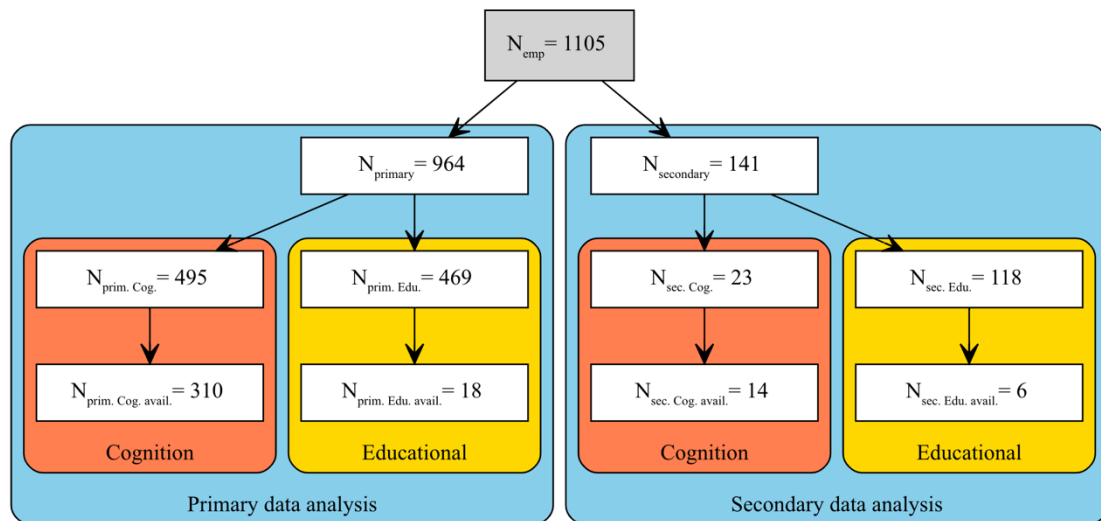 N_emp= 1105
N_primary= 964
N_secondary= 141
N_prim. Cog.= 495
N_prim. Edu.= 469
N_sec. Cog.= 23
N_sec. Edu.= 118
N_prim. Cog. avail.= 310
N_prim. Edu. avail.= 18
N_sec. Cog. avail.= 14
N_sec. Edu. avail.= 6
Cognition
Educational
Cognition
Educational
Primary data analysis
Secondary data analysis